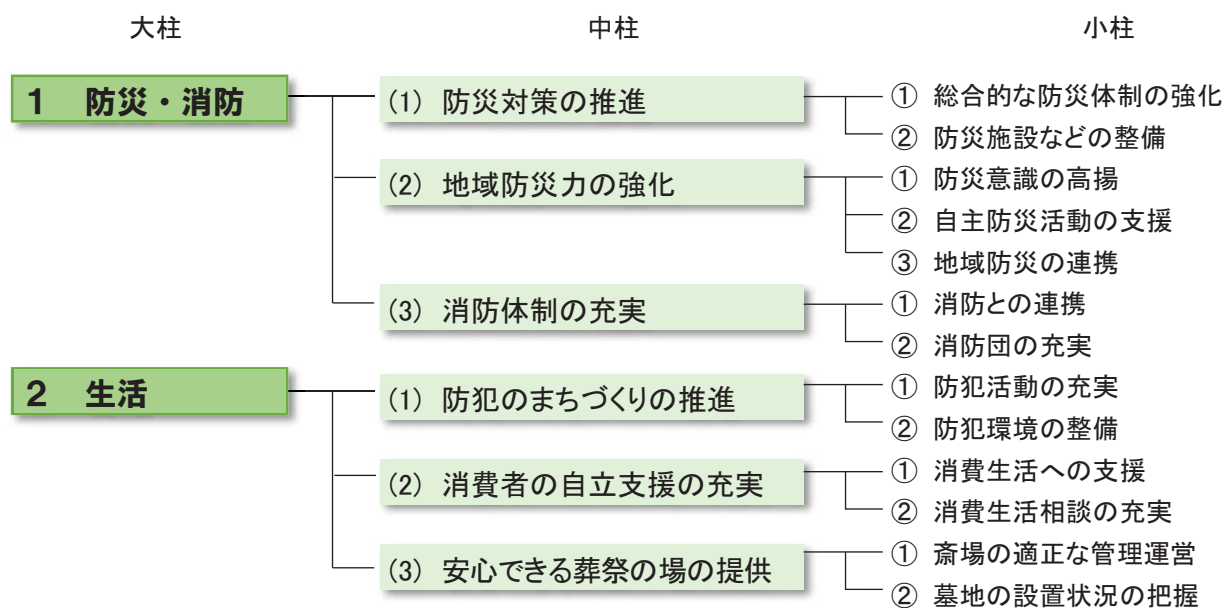 大柱 中柱 小柱
1 防災・消防
(1) 防災対策の推進
① 総合的な防災体制の強化
② 防災施設などの整備
(2) 地域防災力の強化
① 防災意識の高揚
② 自主防災活動の支援
③ 地域防災の連携
(3) 消防体制の充実
① 消防との連携
② 消防団の充実
2 生活
(1) 防犯のまちづくりの推進
① 防犯活動の充実
② 防犯環境の整備
(2) 消費者の自立支援の充実
① 消費生活への支援
② 消費生活相談の充実
(3) 安心できる葬祭の場の提供
① 斎場の適正な管理運営
② 墓地の設置状況の把握